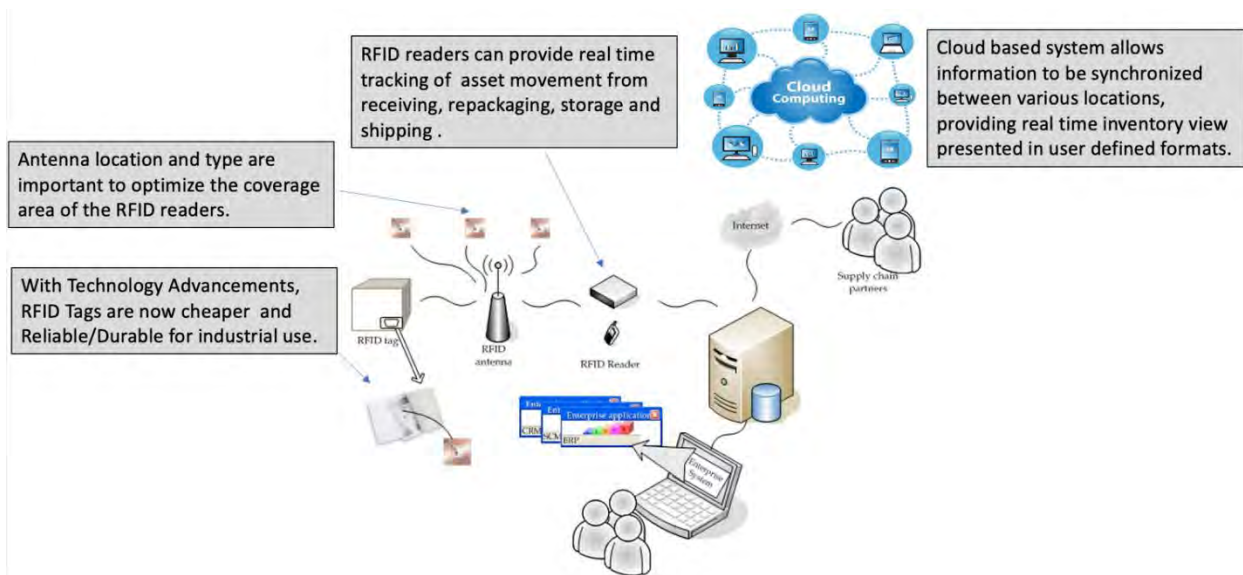 RFID readers can provide real time
tracking of  asset movement from
receiving, repackaging, storage and
shipping .
Cloud
Computing
Cloud based system allows
information to be synchronized
between various locations,
providing real time inventory view
presented in user defined formats.
Antenna location and type are
important to optimize the coverage
area of the RFID readers.
Internet
Supply chain
partners
With Technology Advancements,
RFID Tags are now cheaper  and
Reliable/Durable for industrial use.
RFID tag
RFID
antenna
RFID Reader
Enterprise application
CRM
SCM
ERP
Enterprise
System